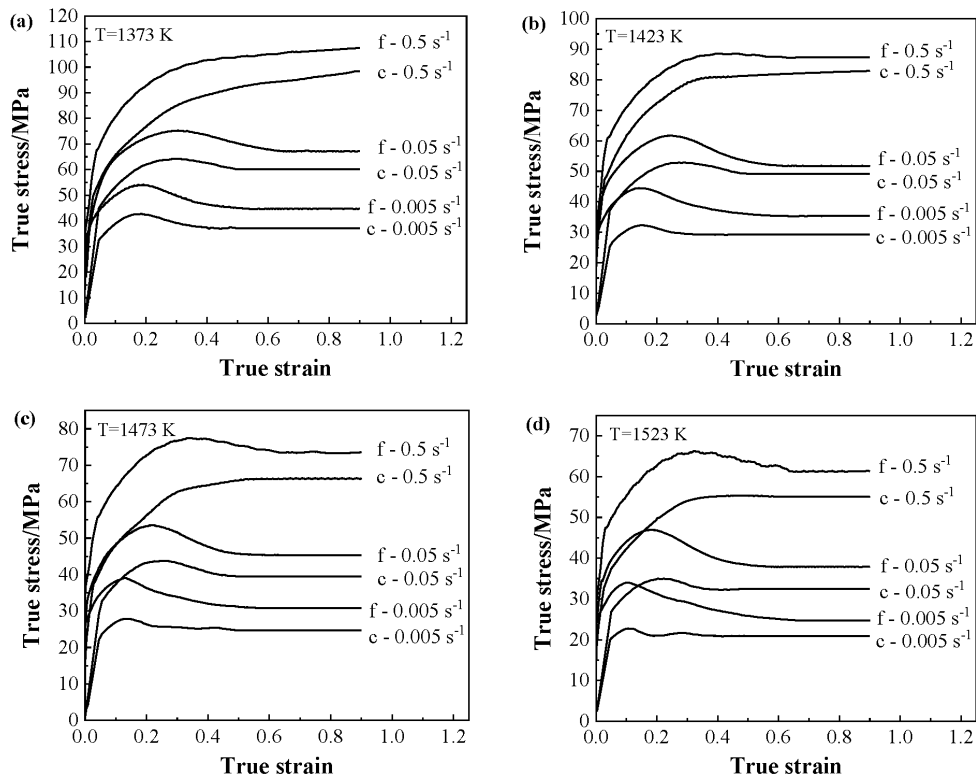 (a)
T=1373 K
120
110
100
90
80
70
60
50
40
30
20
10
0
0.0 0.2 0.4 0.6 0.8 1.0 1.2
True stress/MPa
True strain
f - 0.5 s-1
c - 0.5 s-1
f - 0.05 s-1
c - 0.05 s-1
f - 0.005 s-1
c - 0.005 s-1
(b)
T=1423 K
100
90
80
70
60
50
40
30
20
10
0
0.0 0.2 0.4 0.6 0.8 1.0 1.2
True stress/MPa
True strain
f - 0.5 s-1
c - 0.5 s-1
f - 0.05 s-1
c - 0.05 s-1
f - 0.005 s-1
c - 0.005 s-1
(c)
T=1473 K
80
70
60
50
40
30
20
10
0
0.0 0.2 0.4 0.6 0.8 1.0 1.2
True stress/MPa
True strain
f - 0.5 s-1
c - 0.5 s-1
f - 0.05 s-1
c - 0.05 s-1
f - 0.005 s-1
c - 0.005 s-1
(d)
T=1523 K
70
60
50
40
30
20
10
0
0.0 0.2 0.4 0.6 0.8 1.0 1.2
True stress/MPa
True strain
f - 0.5 s-1
c - 0.5 s-1
f - 0.05 s-1
c - 0.05 s-1
f - 0.005 s-1
c - 0.005 s-1